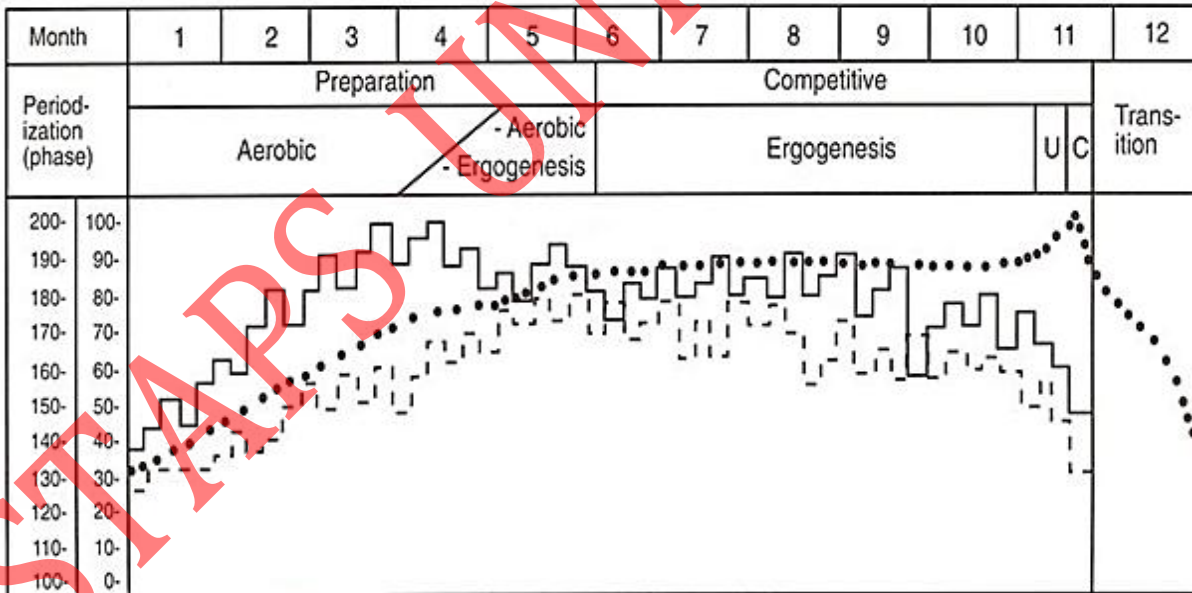 Month 1 2 3 4 5 6 7 8 9 10 11 12
Period-
ization
(phase)
Preparation
Competitive
Aerobic
- Aerobic
- Ergogenesis
Ergogenesis
U C
Trans-
ition
200- 100-
190- 90-
180- 80-
170- 70-
160- 60-
150- 50-
140- 40-
130- 30-
120- 20-
110- 10-
100- 0-
STAPS UN